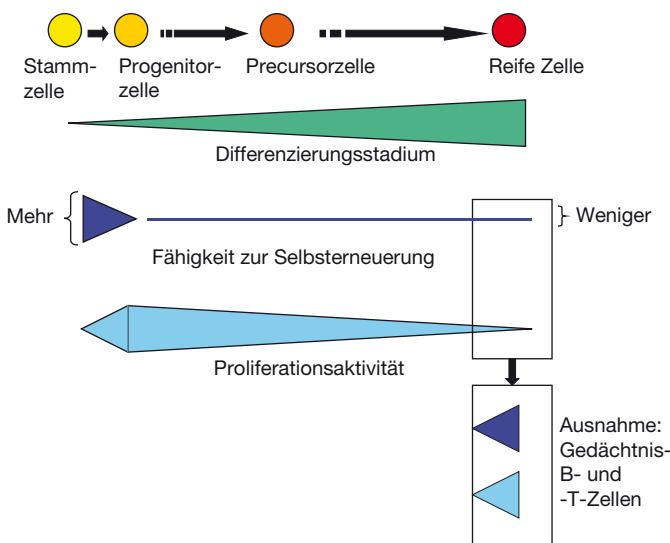 Stamm-
zelle
Progenitor-
zelle
Precursorzelle
Reife Zelle
Differenzierungsstadium
Mehr
Weniger
Fähigkeit zur Selbsterneuerung
Proliferationsaktivität
Ausnahme:
Gedächtnis-
B- und
-T-Zellen